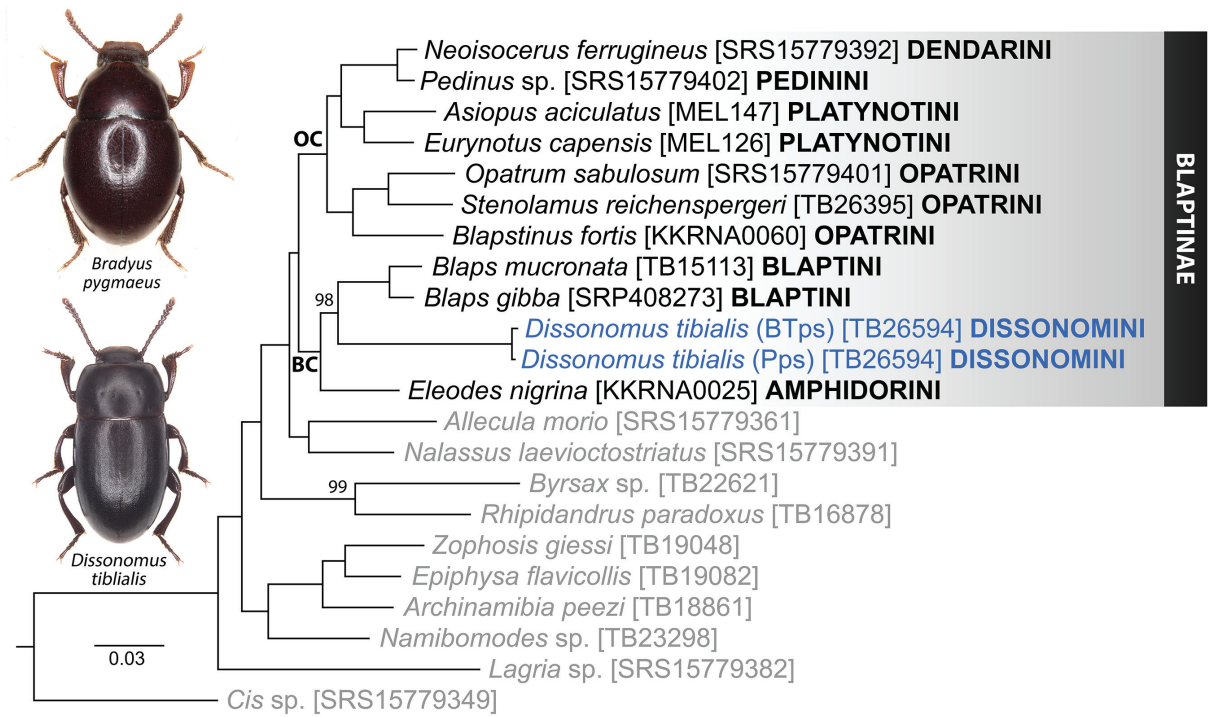 Neoisocerus ferrugineus [SRS15779392] DENDARINI
Pedinus sp. [SRS15779402] PEDININI
Asiopus aciculatus [MEL147] PLATYNOTINI
OC
Eurynotus capensis [MEL126] PLATYNOTINI
Opatrum sabulosum [SRS15779401] OPATRINI
Stenolamus reichenspergeri [TB26395] OPATRINI
Blapstinus fortis [KKRNA0060] OPATRINI
BLAPTINAE
Bradyus
pygmaeus
Blaps mucronata [TB15113] BLAPTINI
98
Blaps gibba [SRP408273] BLAPTINI
Dissonomus tibialis (BTps) [TB26594] DISSONOMINI
Dissonomus tibialis (Pps) [TB26594] DISSONOMINI
BC
Eleodes nigrina [KKRNA0025] AMPHIDORINI
Allecula morio [SRS15779361]
Nalassus laevioctostriatus [SRS15779391]
99
Byrsax sp. [TB22621]
Rhipidandrus paradoxus [TB16878]
Zophosis giessi [TB19048]
Dissonomus
tiblialis
Epiphysa flavicollis [TB19082]
Archinamibia peezi [TB18861]
Namibomodes sp. [TB23298]
0.03
Lagria sp. [SRS15779382]
Cis sp. [SRS15779349]